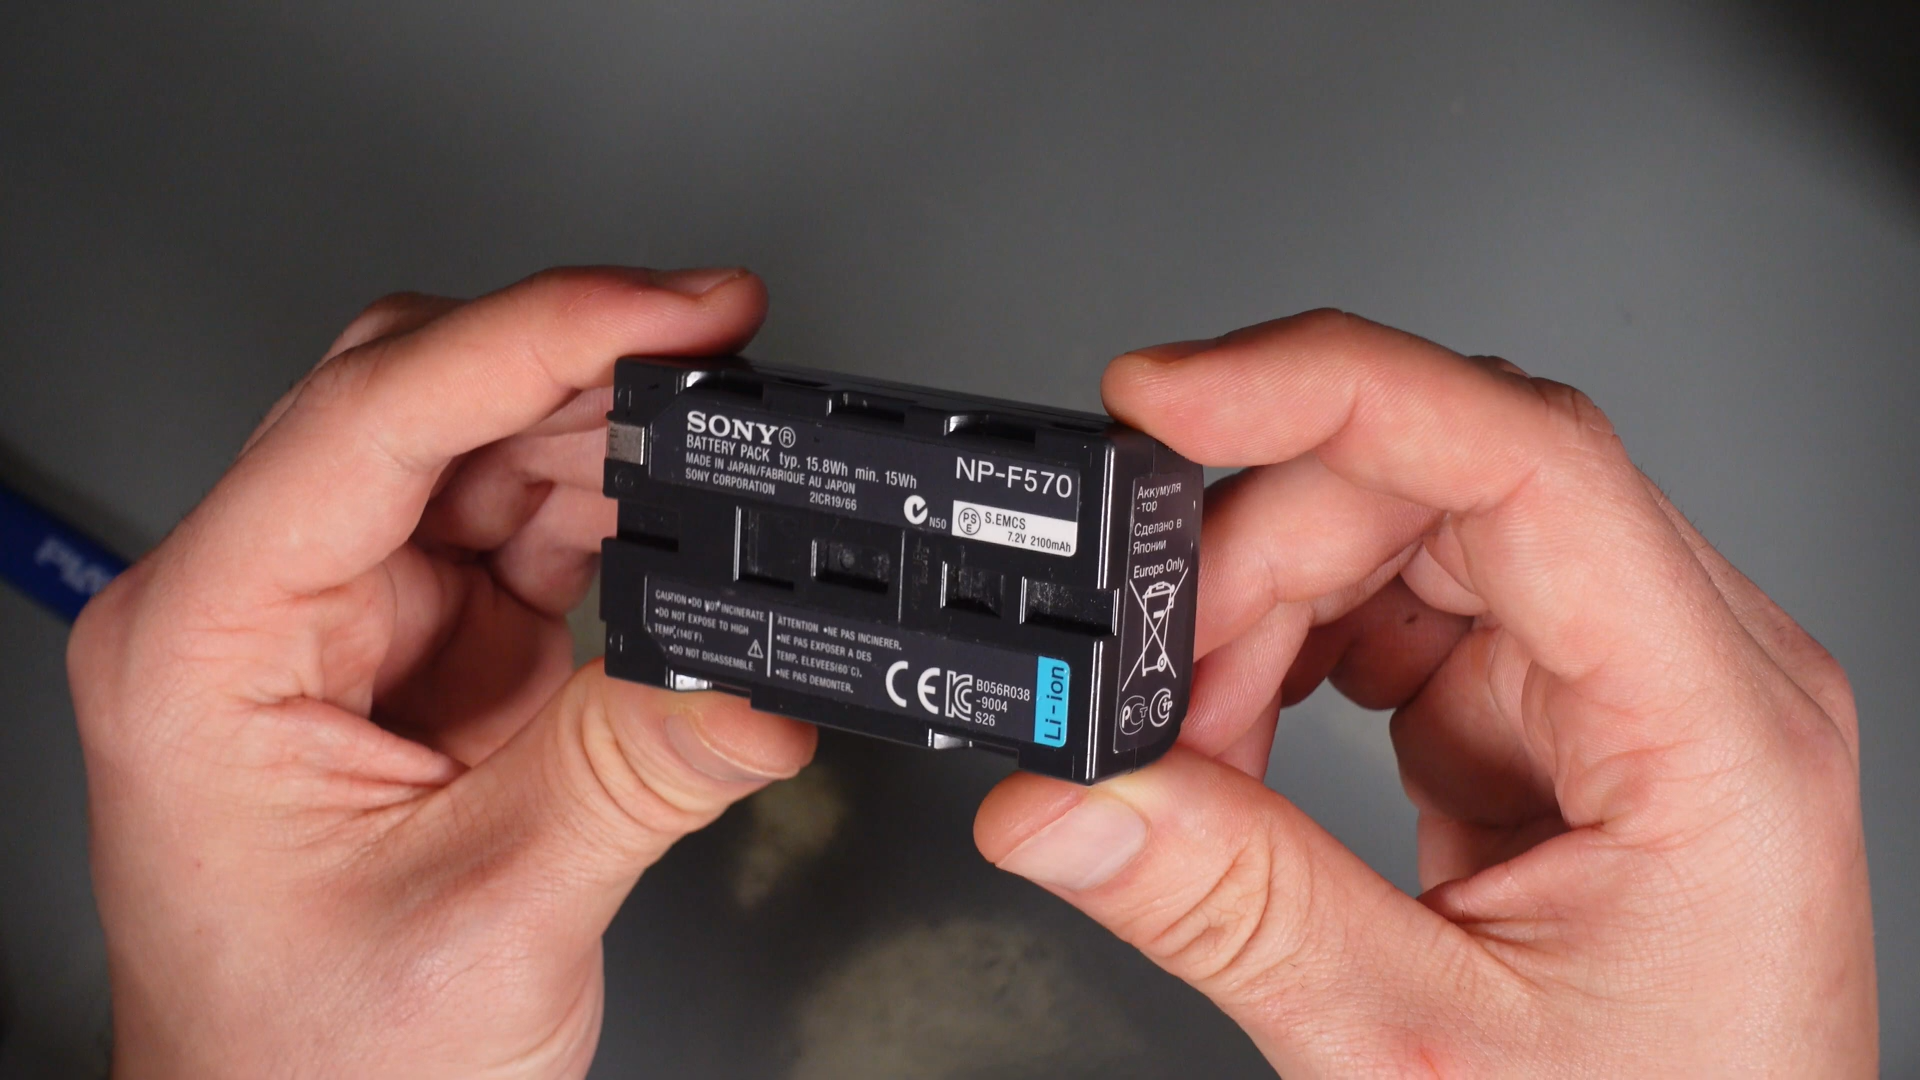 SONY®
BATTERY PACK typ. 15.8Wh min. 15Wh
MADE IN JAPAN/FABRIQUE AU JAPON
SONY CORPORATION 2ICR19/66
NP-F570
N50
PSE
S.EMCS
7.2V 2100mAh
CAUTION •DO NOT INCINERATE.
•DO NOT EXPOSE TO HIGH
TEMP.(140°F).
•DO NOT DISASSEMBLE.
ATTENTION •NE PAS INCINERER.
•NE PAS EXPOSER A DES
TEMP. ELEVEES(60°C).
•NE PAS DEMONTER.
CE
B056R038
-9004
S26
Li-ion
Аккумуля
-тор
Сделано в
Японии
Europe Only